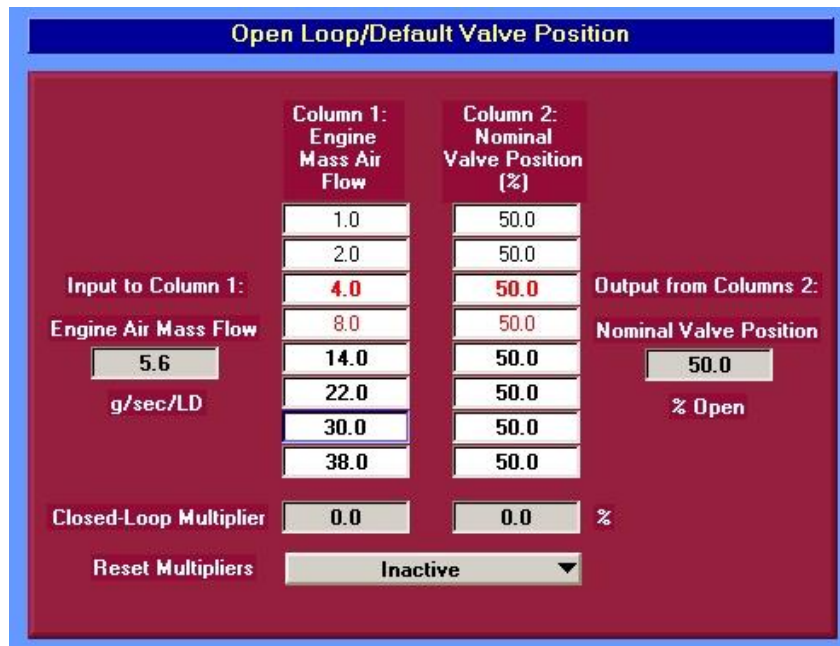 Open Loop/Default Valve Position
Column 1:
Engine
Mass Air
Flow
Column 2:
Nominal
Valve Position
(%)
1.0 50.0
2.0 50.0
Input to Column 1: 4.0 50.0 Output from Columns 2:
Engine Air Mass Flow 8.0 50.0 Nominal Valve Position
5.6 14.0 50.0 50.0
g/sec/LD 22.0 50.0 % Open
30.0 50.0
38.0 50.0
Closed-Loop Multiplier 0.0 0.0 %
Reset Multipliers Inactive